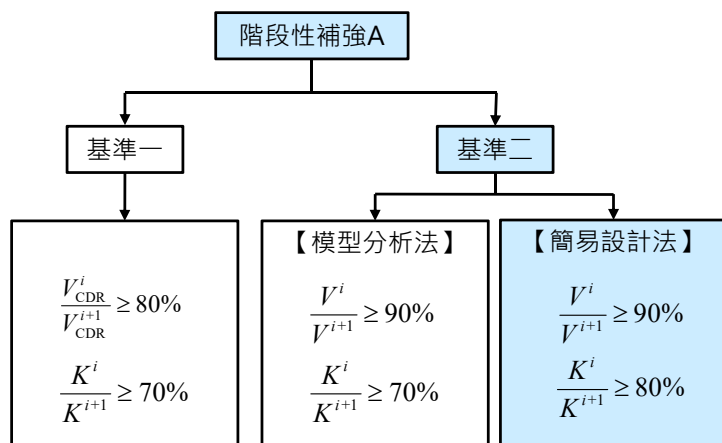 階段性補強A
基準一
基準二
V^i_CDR / V^{i+1}_CDR ≥ 80%
K^i / K^{i+1} ≥ 70%
【模型分析法】
V^i / V^{i+1} ≥ 90%
K^i / K^{i+1} ≥ 70%
【簡易設計法】
V^i / V^{i+1} ≥ 90%
K^i / K^{i+1} ≥ 80%